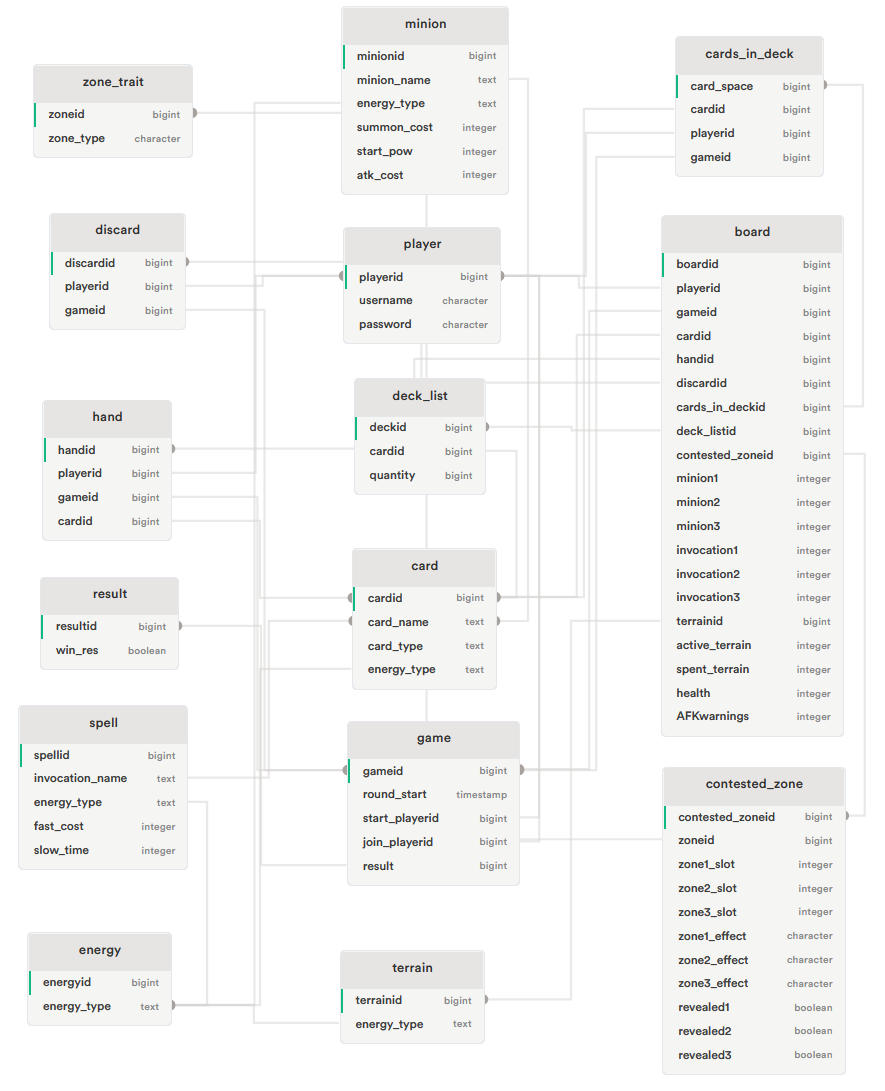 minion
minionid bigint
minion_name text
energy_type text
summon_cost integer
start_pow integer
atk_cost integer
cards_in_deck
card_space bigint
cardid bigint
playerid bigint
gameid bigint
zone_trait
zoneid bigint
zone_type character
discard
discardid bigint
playerid bigint
gameid bigint
player
playerid bigint
username character
password character
board
boardid bigint
playerid bigint
gameid bigint
cardid bigint
handid bigint
discardid bigint
cards_in_deckid bigint
deck_listid bigint
contested_zoneid bigint
minion1 integer
minion2 integer
minion3 integer
invocation1 integer
invocation2 integer
invocation3 integer
terrainid bigint
active_terrain integer
spent_terrain integer
health integer
AFKwarnings integer
deck_list
deckid bigint
cardid bigint
quantity bigint
hand
handid bigint
playerid bigint
gameid bigint
cardid bigint
card
cardid bigint
card_name text
card_type text
energy_type text
result
resultid bigint
win_res boolean
spell
spellid bigint
invocation_name text
energy_type text
fast_cost integer
slow_time integer
game
gameid bigint
round_start timestamp
start_playerid bigint
join_playerid bigint
result bigint
contested_zone
contested_zoneid bigint
zoneid bigint
zone1_slot integer
zone2_slot integer
zone3_slot integer
zone1_effect character
zone2_effect character
zone3_effect character
revealed1 boolean
revealed2 boolean
revealed3 boolean
energy
energyid bigint
energy_type text
terrain
terrainid bigint
energy_type text